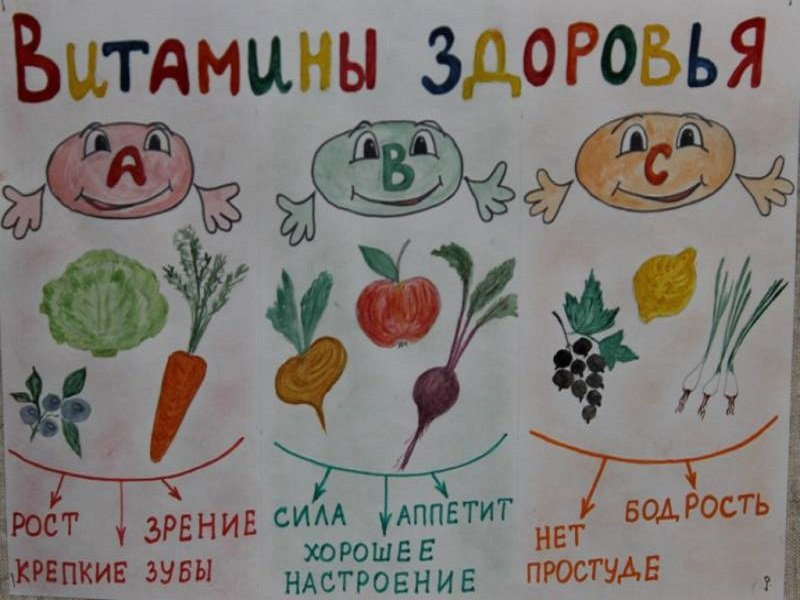 Витамины здоровья
А
В
С
РОСТ
ЗРЕНИЕ
КРЕПКИЕ ЗУБЫ
СИЛА
АППЕТИТ
ХОРОШЕЕ
НАСТРОЕНИЕ
БОДРОСТЬ
НЕТ
ПРОСТУДЕ